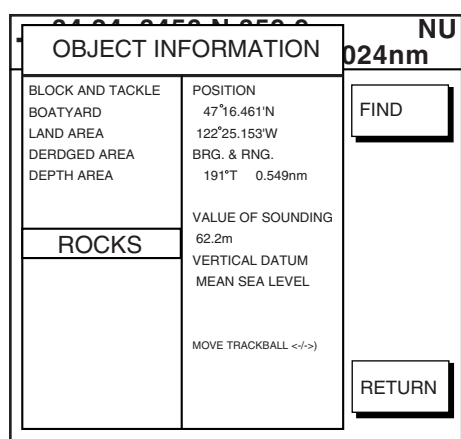 NU
OBJECT INFORMATION
024nm
BLOCK AND TACKLE
BOATYARD
LAND AREA
DERDGED AREA
DEPTH AREA
ROCKS
POSITION
47°16.461'N
122°25.153'W
BRG. & RNG.
191°T 0.549nm
VALUE OF SOUNDING
62.2m
VERTICAL DATUM
MEAN SEA LEVEL
MOVE TRACKBALL <-/->)
FIND
RETURN